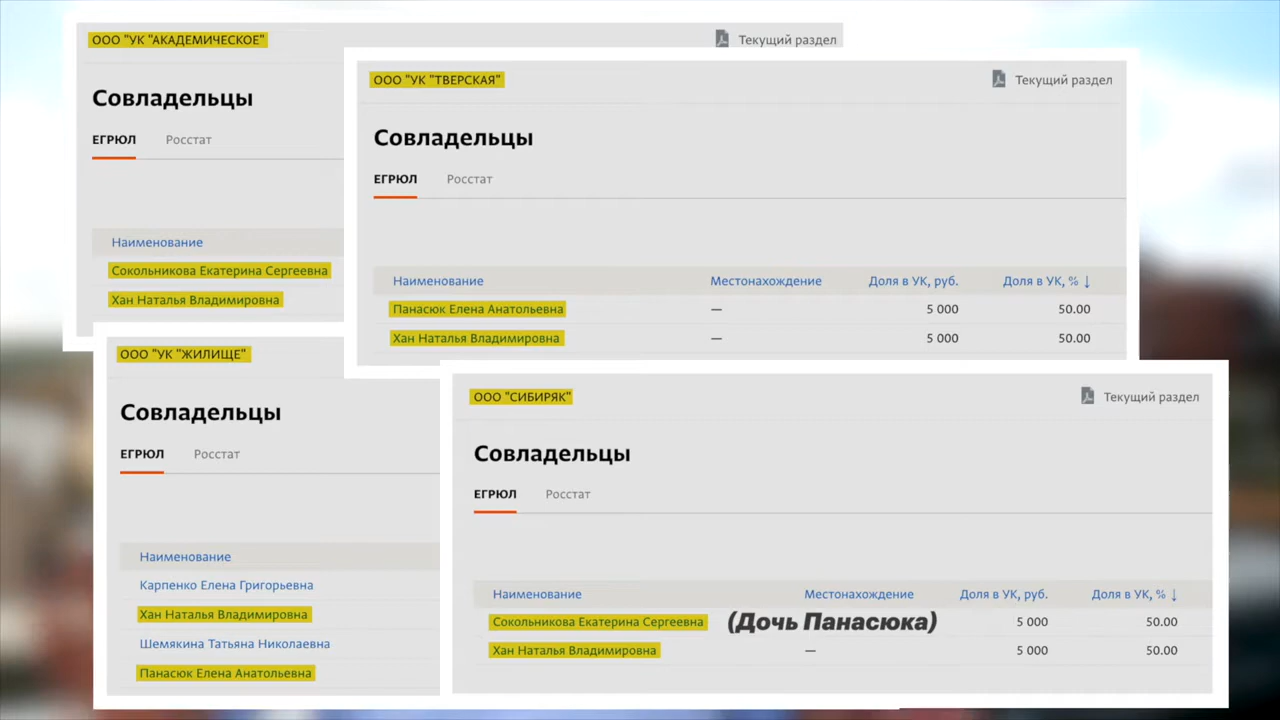 ООО "УК "АКАДЕМИЧЕСКОЕ"
Текущий раздел
Совладельцы
ЕГРЮЛ Росстат
Наименование
Сокольникова Екатерина Сергеевна
Хан Наталья Владимировна
ООО "УК "ТВЕРСКАЯ"
Текущий раздел
Совладельцы
ЕГРЮЛ Росстат
Наименование Местонахождение Доля в УК, руб. Доля в УК, % ↓
Панасюк Елена Анатольевна — 5 000 50.00
Хан Наталья Владимировна — 5 000 50.00
ООО "УК "ЖИЛИЩЕ"
Совладельцы
ЕГРЮЛ Росстат
Наименование
Карпенко Елена Григорьевна
Хан Наталья Владимировна
Шемякина Татьяна Николаевна
Панасюк Елена Анатольевна
ООО "СИБИРЯК"
Текущий раздел
Совладельцы
ЕГРЮЛ Росстат
Наименование Местонахождение Доля в УК, руб. Доля в УК, % ↓
Сокольникова Екатерина Сергеевна (Дочь Панасюка) 5 000 50.00
Хан Наталья Владимировна — 5 000 50.00